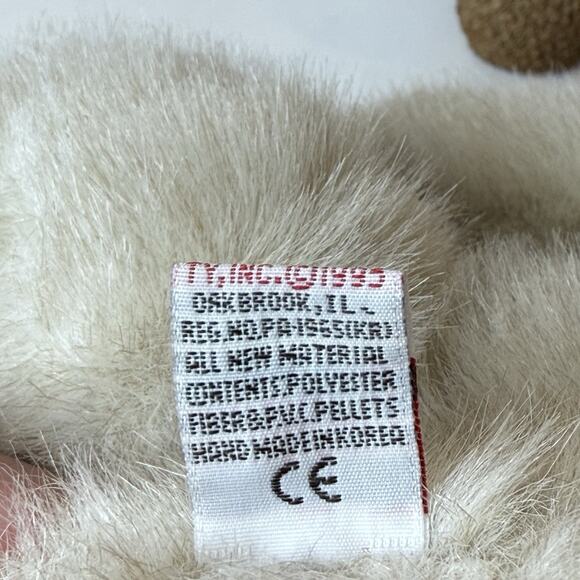 TY, INC. © 1995
OAKBROOK, IL.
REG. NO. PA-1965(KR)
ALL NEW MATERIAL
CONTENTS: POLYESTER
FIBER & P.V.C. PELLETS
HAND MADE IN KOREA
CE